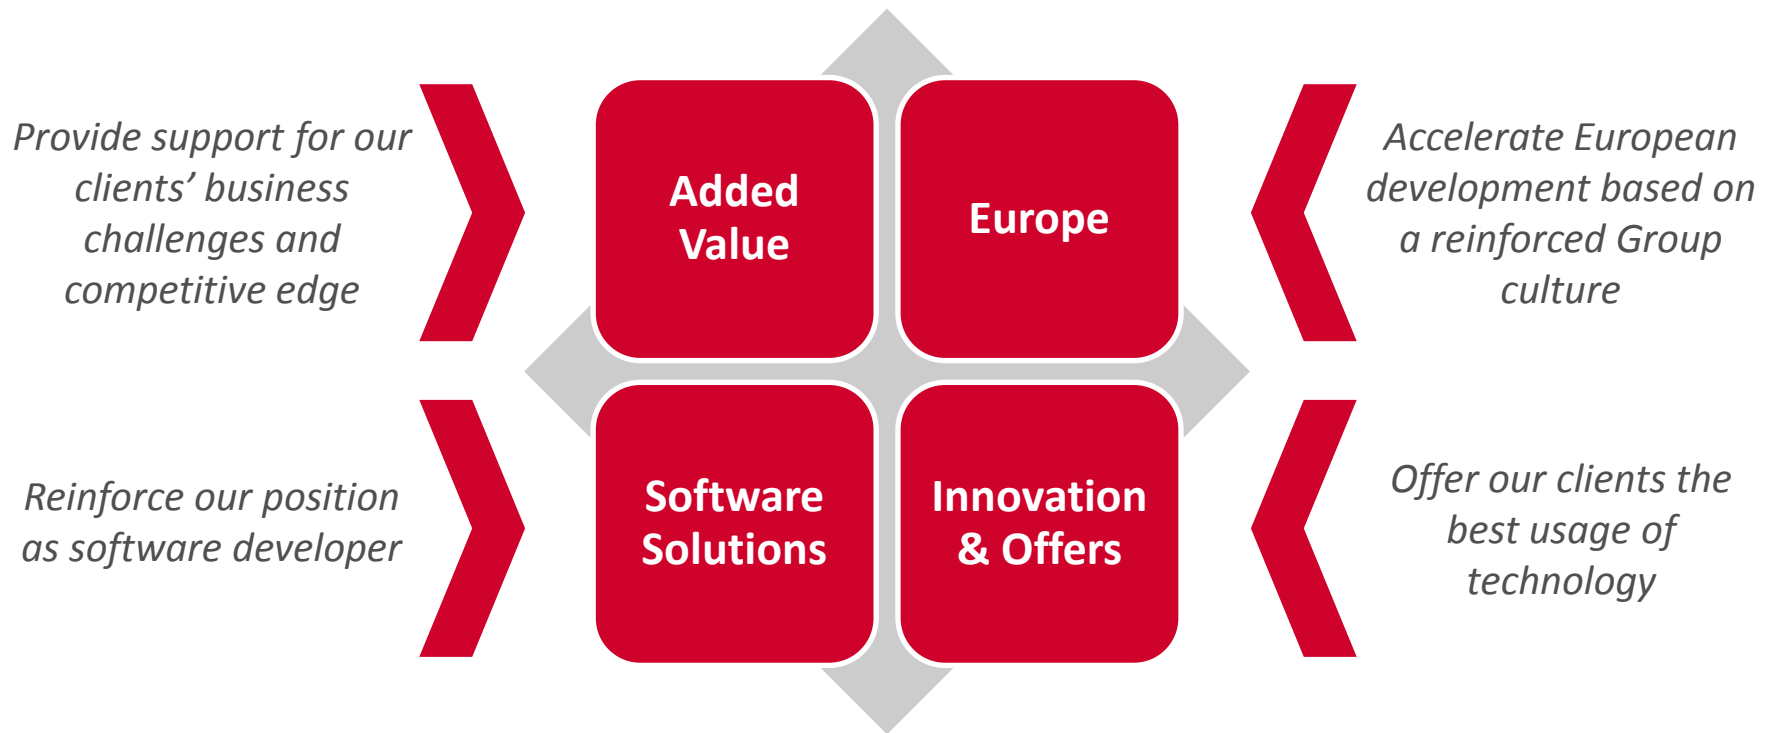 Provide support for our
clients’ business
challenges and
competitive edge
Added
Value
Europe
Accelerate European
development based on
a reinforced Group
culture
Reinforce our position
as software developer
Software
Solutions
Innovation
& Offers
Offer our clients the
best usage of
technology